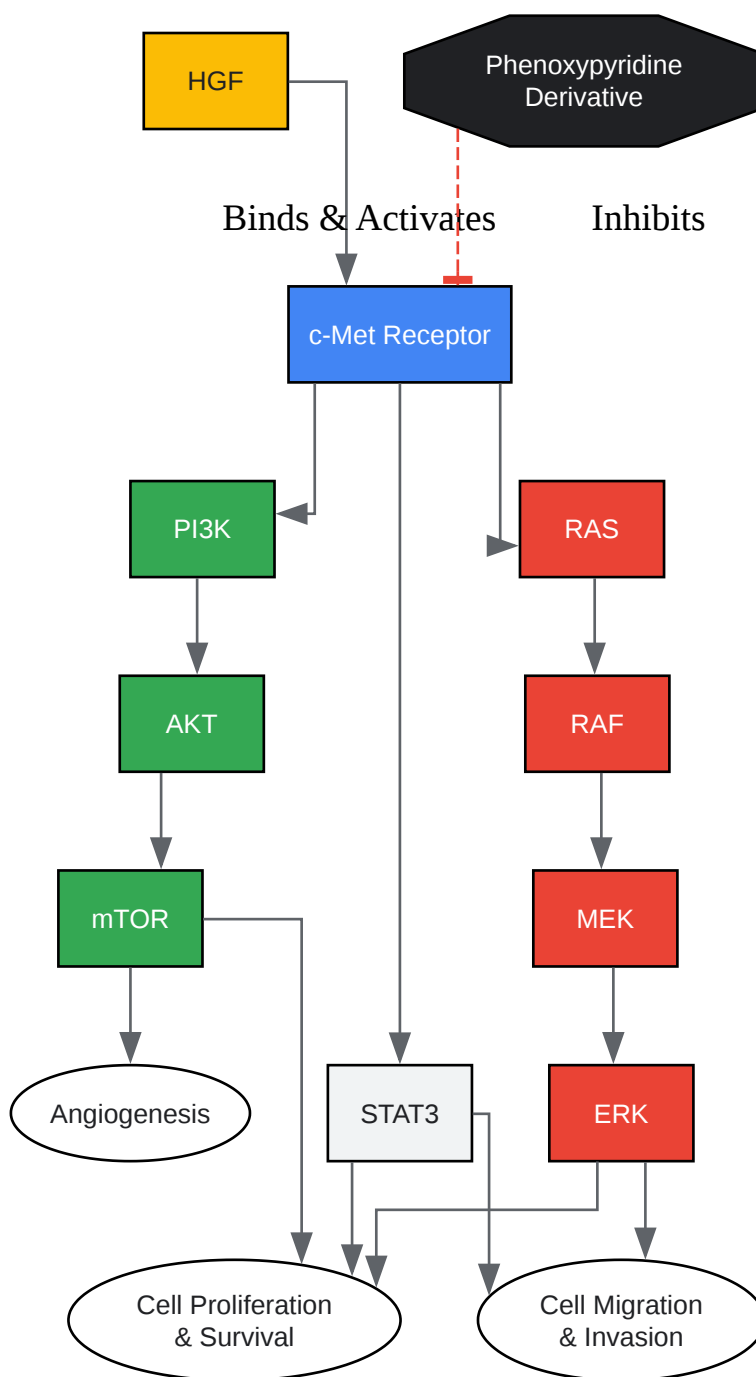 HGF
Phenoxypyridine
Derivative
Binds & Activates
Inhibits
c-Met Receptor
PI3K
RAS
AKT
RAF
mTOR
MEK
Angiogenesis
STAT3
ERK
Cell Proliferation
& Survival
Cell Migration
& Invasion